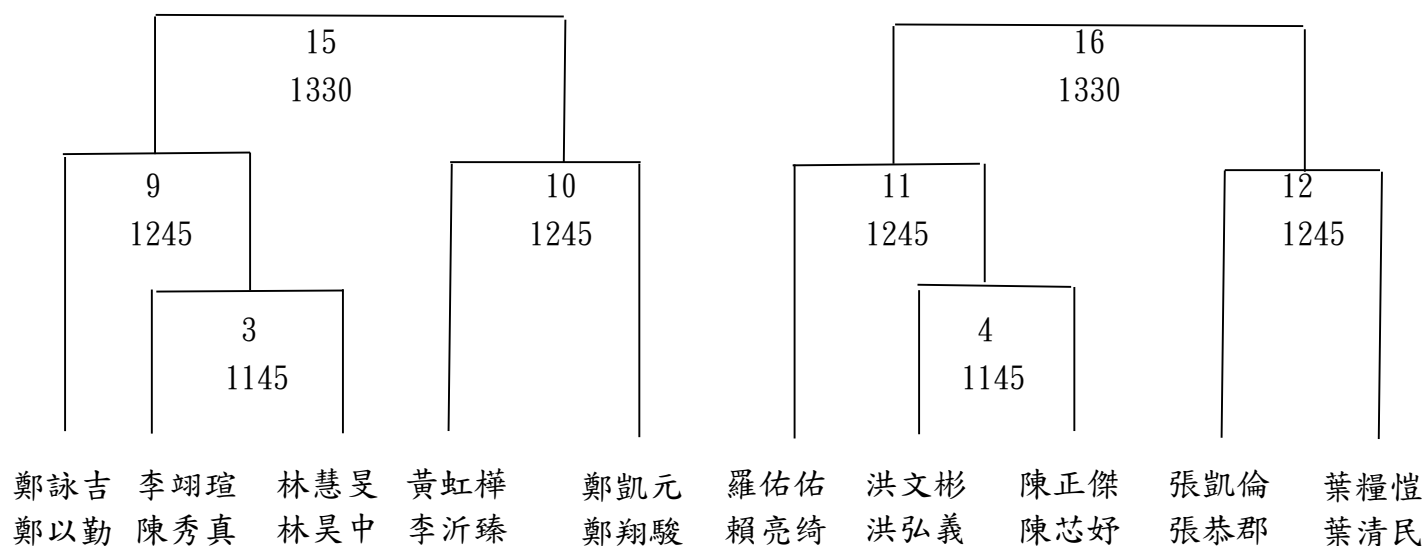 15 16
1330 1330
9 10 11 12
1245 1245 1245 1245
3 4
1145 1145
鄭詠吉 李翊瑄 林慧旻 黃虹樺 鄭凱元 羅佑佑 洪文彬 陳正傑 張凱倫 葉糧愷
鄭以勤 陳秀真 林昊中 李沂臻 鄭翔駿 賴亮绮 洪弘義 陳芯妤 張恭郡 葉清民